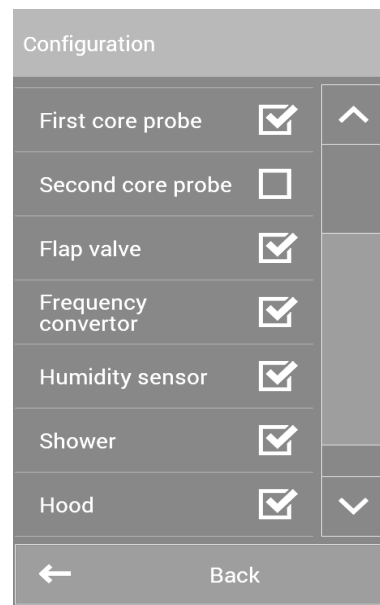 Configuration
First core probe
Second core probe
Flap valve
Frequency
convertor
Humidity sensor
Shower
Hood
Back